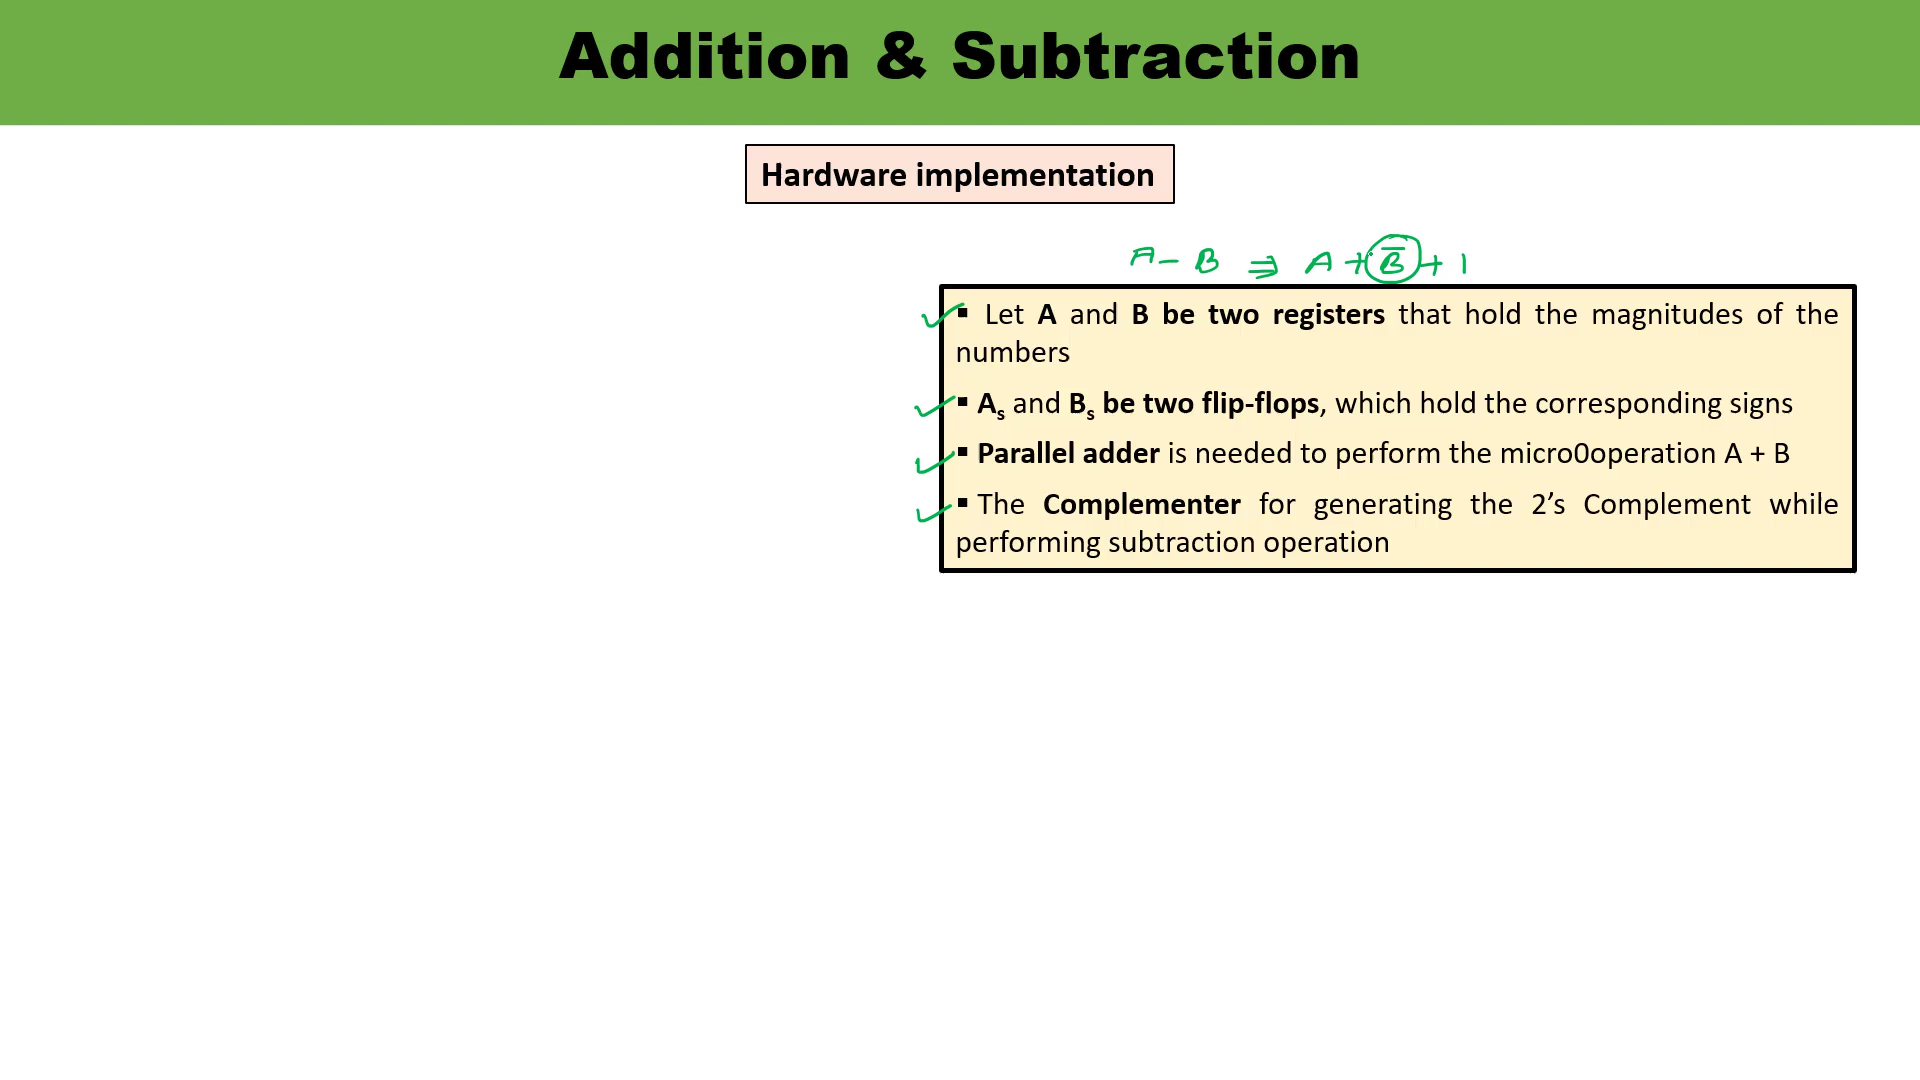 Addition & Subtraction
Hardware implementation
A - B ⇒ A + B̅ + 1
▪ Let A and B be two registers that hold the magnitudes of the
numbers
▪ As and Bs be two flip-flops, which hold the corresponding signs
▪ Parallel adder is needed to perform the micro0operation A + B
▪ The Complementer for generating the 2’s Complement while
performing subtraction operation